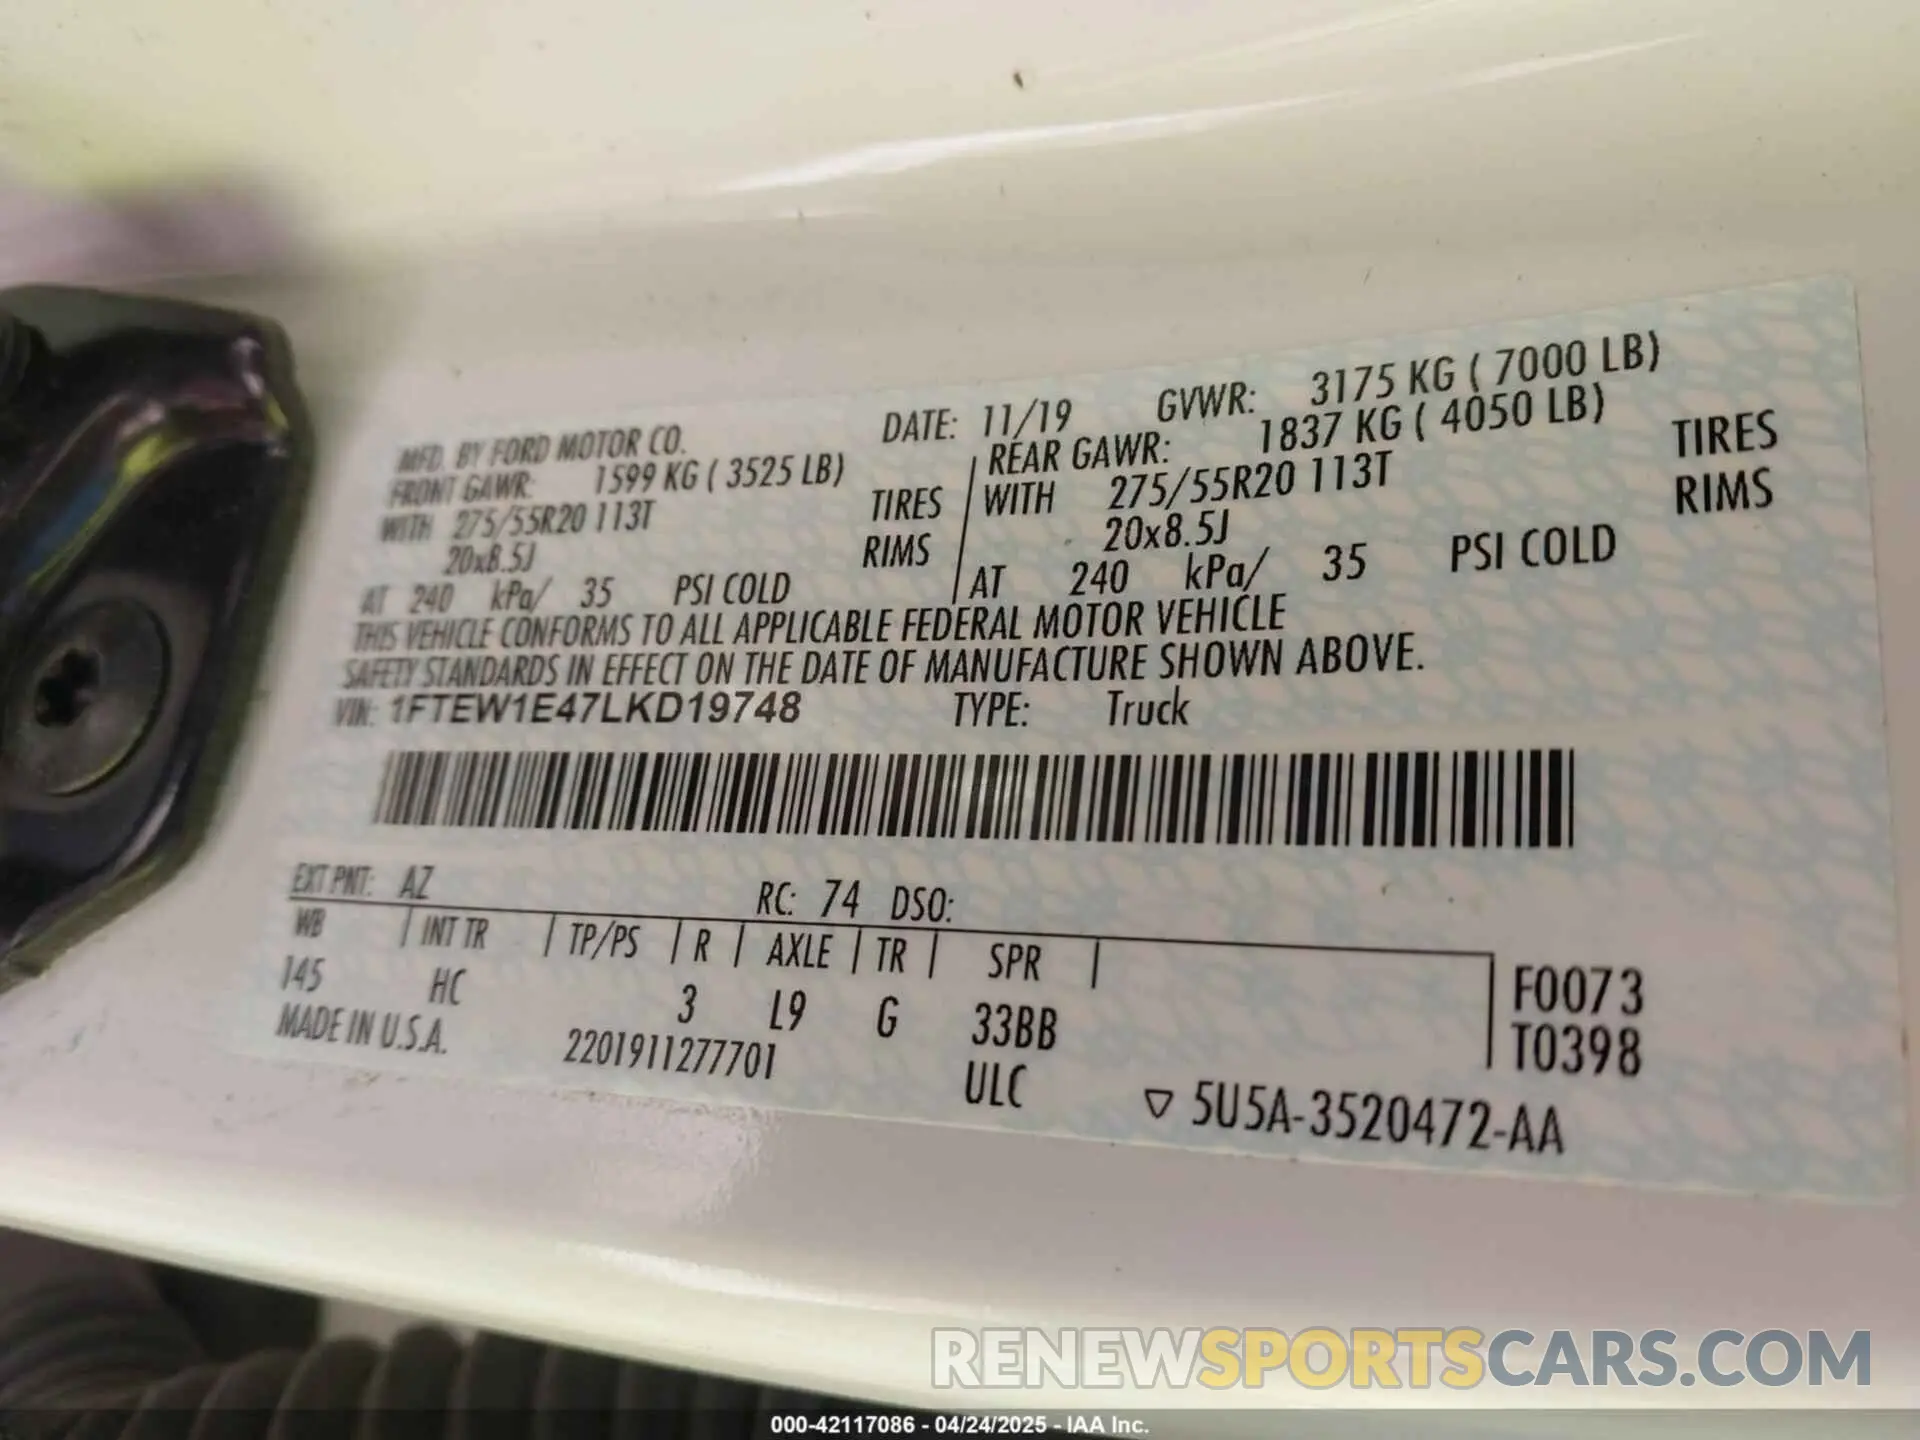 MFD. BY FORD MOTOR CO. DATE: 11/19 GVWR: 3175 KG ( 7000 LB)
FRONT GAWR: 1599 KG ( 3525 LB) REAR GAWR: 1837 KG ( 4050 LB)
WITH 275/55R20 113T TIRES WITH 275/55R20 113T TIRES
20x8.5J RIMS 20x8.5J RIMS
AT 240 kPa/ 35 PSI COLD AT 240 kPa/ 35 PSI COLD
THIS VEHICLE CONFORMS TO ALL APPLICABLE FEDERAL MOTOR VEHICLE
SAFETY STANDARDS IN EFFECT ON THE DATE OF MANUFACTURE SHOWN ABOVE.
VIN: 1FTEW1E47LKD19748 TYPE: Truck
EXT PNT: AZ RC: 74 DSO:
WB INT TR TP/PS R AXLE TR SPR
145 HC 3 L9 G 33BB F0073
T0398
MADE IN U.S.A. 2201911277701 ULC ▽ 5U5A-3520472-AA
RENEWSPORTSCARS.COM
000-42117086 - 04/24/2025 - IAA Inc.